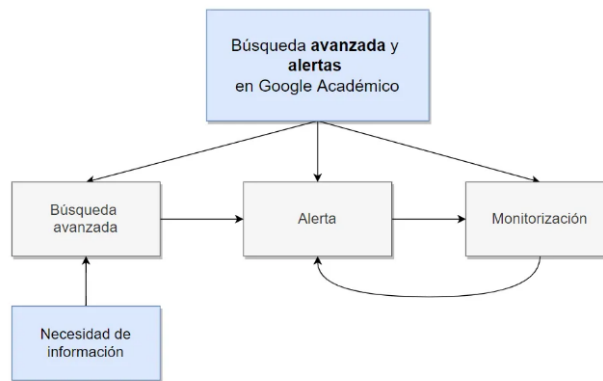 Búsqueda avanzada y
alertas
en Google Académico
Búsqueda
avanzada
Alerta
Monitorización
Necesidad de
información